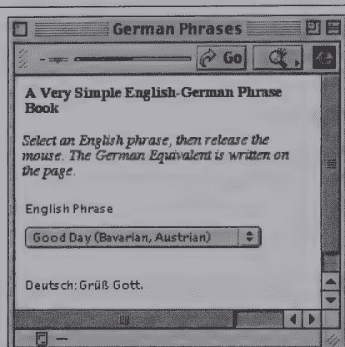 German Phrases
Go
A Very Simple English-German Phrase
Book
Select an English phrase, then release the
mouse. The German Equivalent is written on
the page.
English Phrase
Good Day (Bavarian, Austrian)
Deutsch: Grüß Gott.